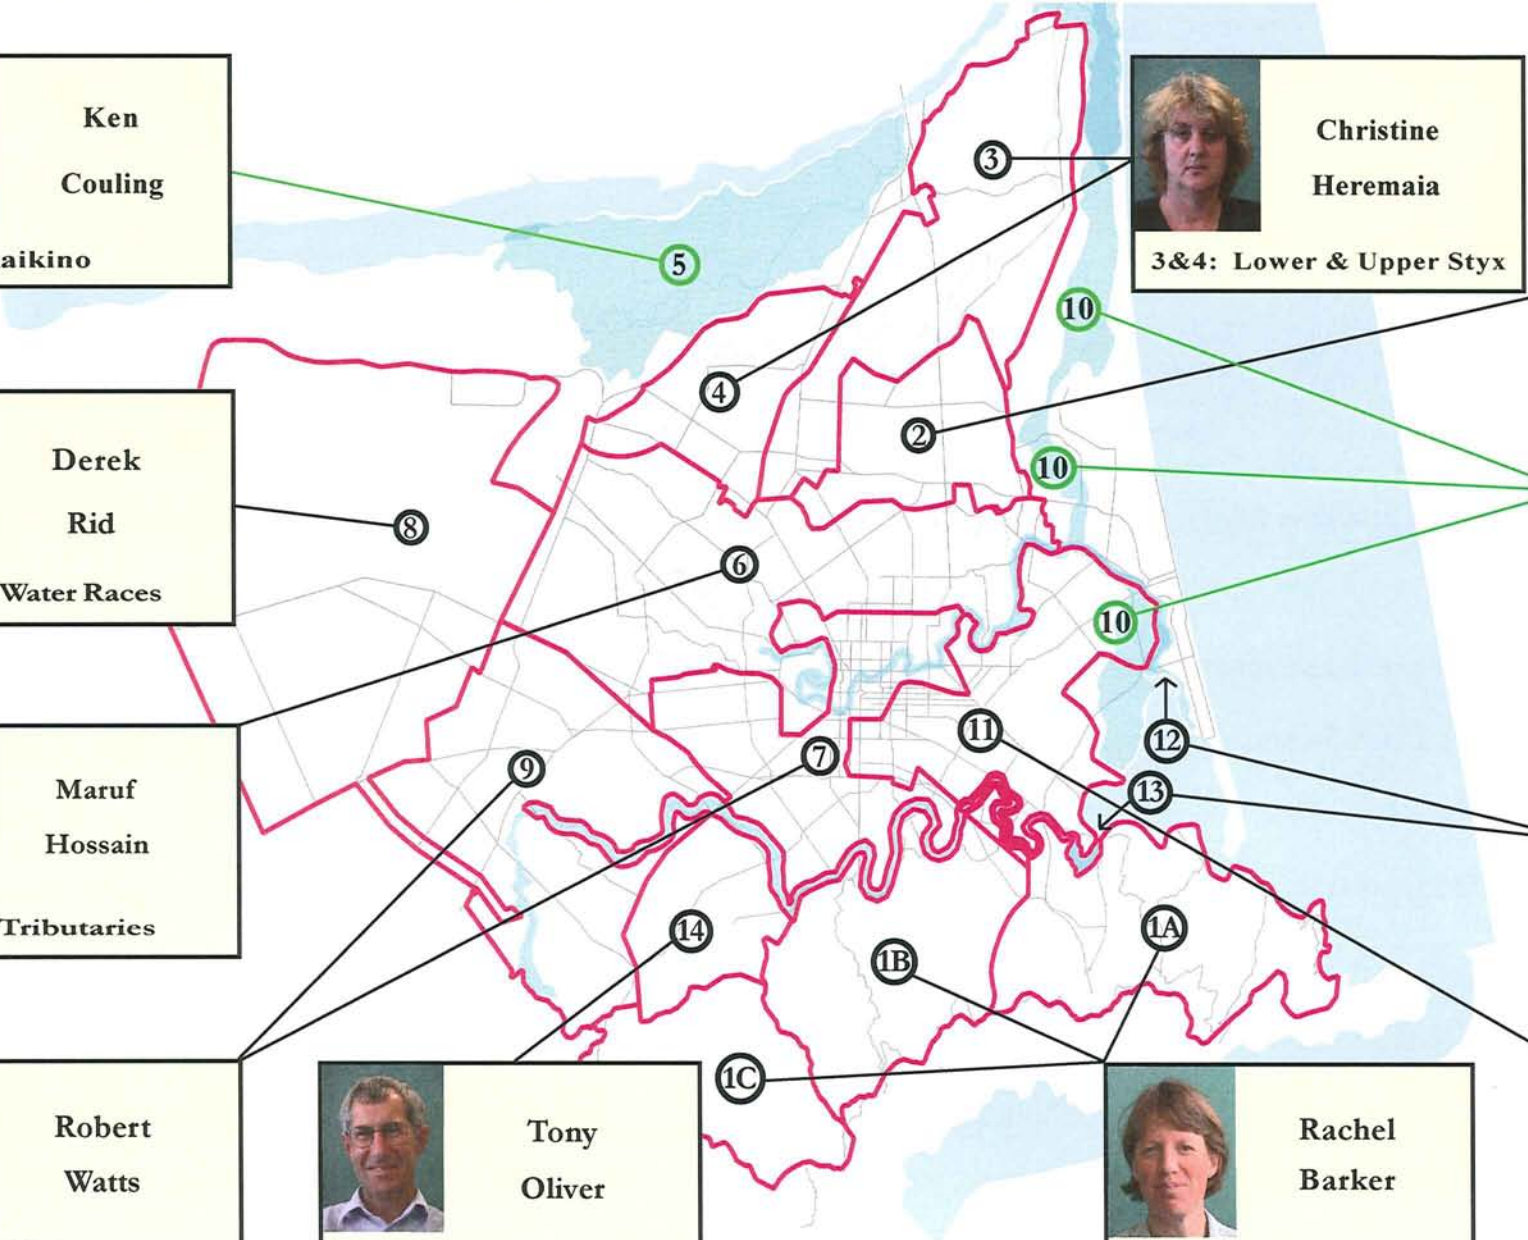 Ken
Couling
aikino
Christine
Heremaia
3&4: Lower & Upper Styx
3
5
10
4
2
10
Derek
Rid
Water Races
8
6
10
11
12
7
9
13
Maruf
Hossain
Tributaries
14
1B
1A
1C
Robert
Watts
Tony
Oliver
Rachel
Barker